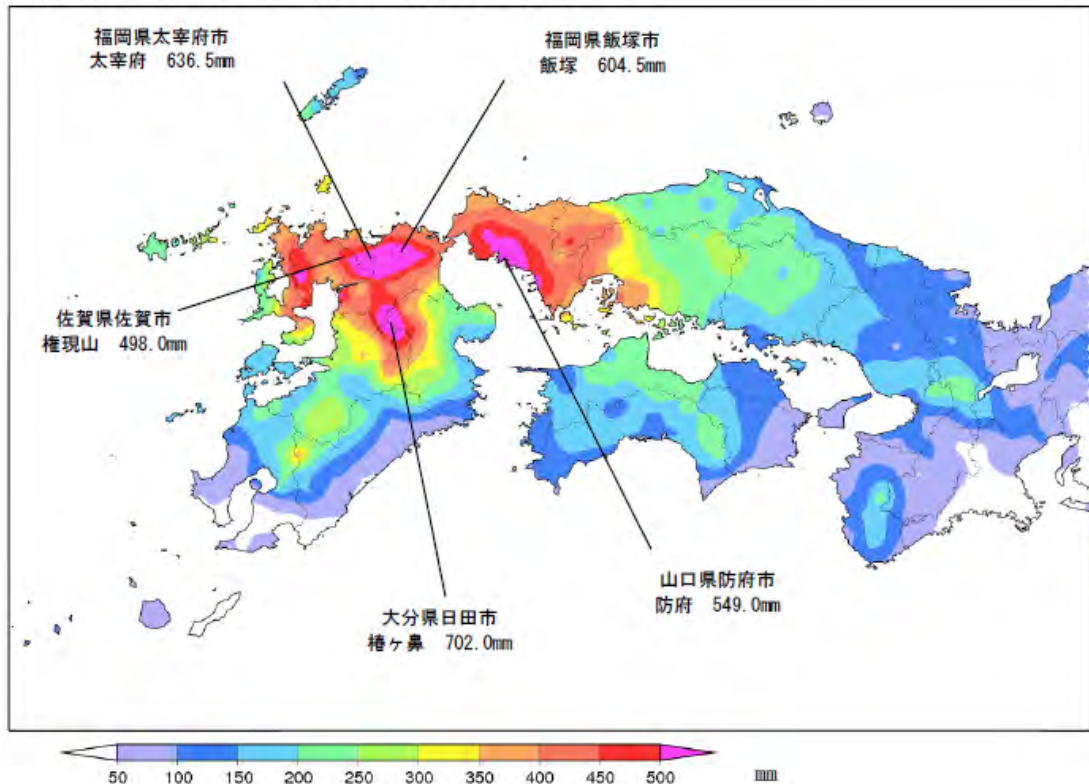 福岡県太宰府市
太宰府 636.5mm
福岡県飯塚市
飯塚 604.5mm
佐賀県佐賀市
権現山 498.0mm
山口県防府市
防府 549.0mm
大分県日田市
椿ヶ鼻 702.0mm
50 100 150 200 250 300 350 400 450 500 mm